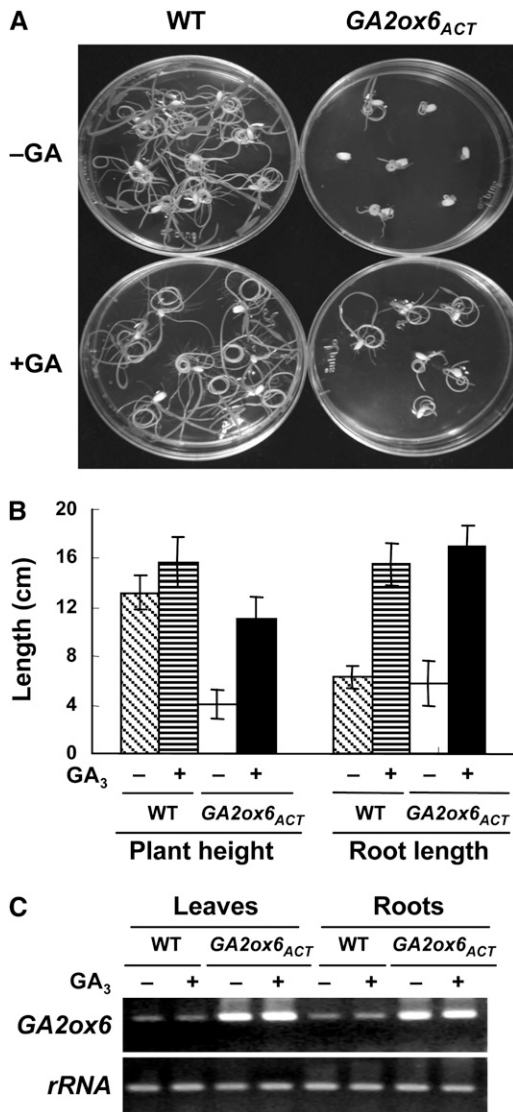 A
WT GA2ox6ACT
–GA
+GA
B
Length (cm)
20
16
12
8
4
0
GA3 – + – + – + – +
WT GA2ox6ACT WT GA2ox6ACT
Plant height Root length
C
Leaves Roots
WT GA2ox6ACT WT GA2ox6ACT
GA3 – + – + – + – +
GA2ox6
rRNA